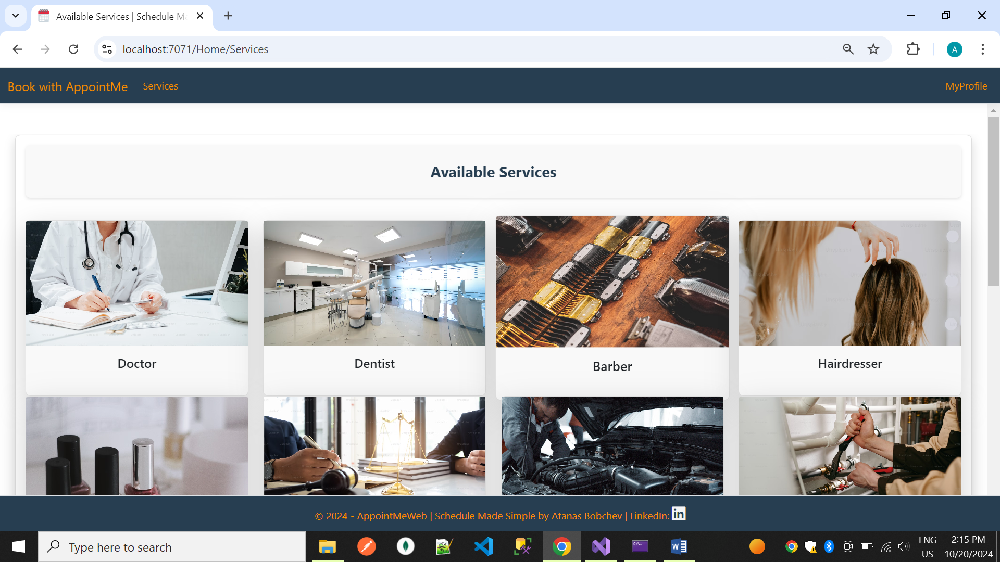 Available Services | Schedule Ma
localhost:7071/Home/Services
A
Book with AppointMe
Services
MyProfile
Available Services
Doctor
Dentist
Barber
Hairdresser
© 2024 - AppointMeWeb | Schedule Made Simple by Atanas Bobchev | LinkedIn: in
Type here to search
ENG
US
2:15 PM
10/20/2024